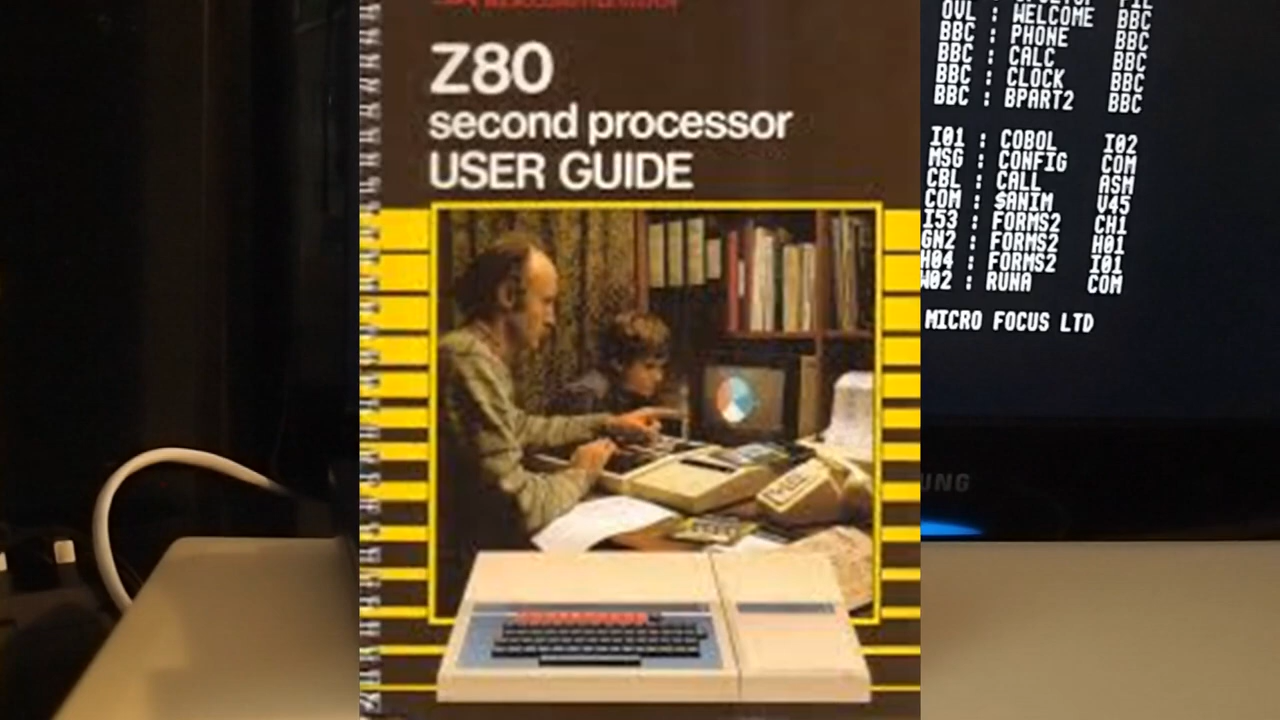 Z80
second processor
USER GUIDE
OVL : WELCOME BBC
BBC : PHONE BBC
BBC : CALC BBC
BBC : CLOCK BBC
BBC : BPART2 BBC
I01 : COBOL I02
MSG : CONFIG COM
CBL : CALL ASM
COM : $ANIM V45
I53 : FORMS2 CH1
GN2 : FORMS2 H01
H04 : FORMS2 I01
W02 : RUNA COM
MICRO FOCUS LTD